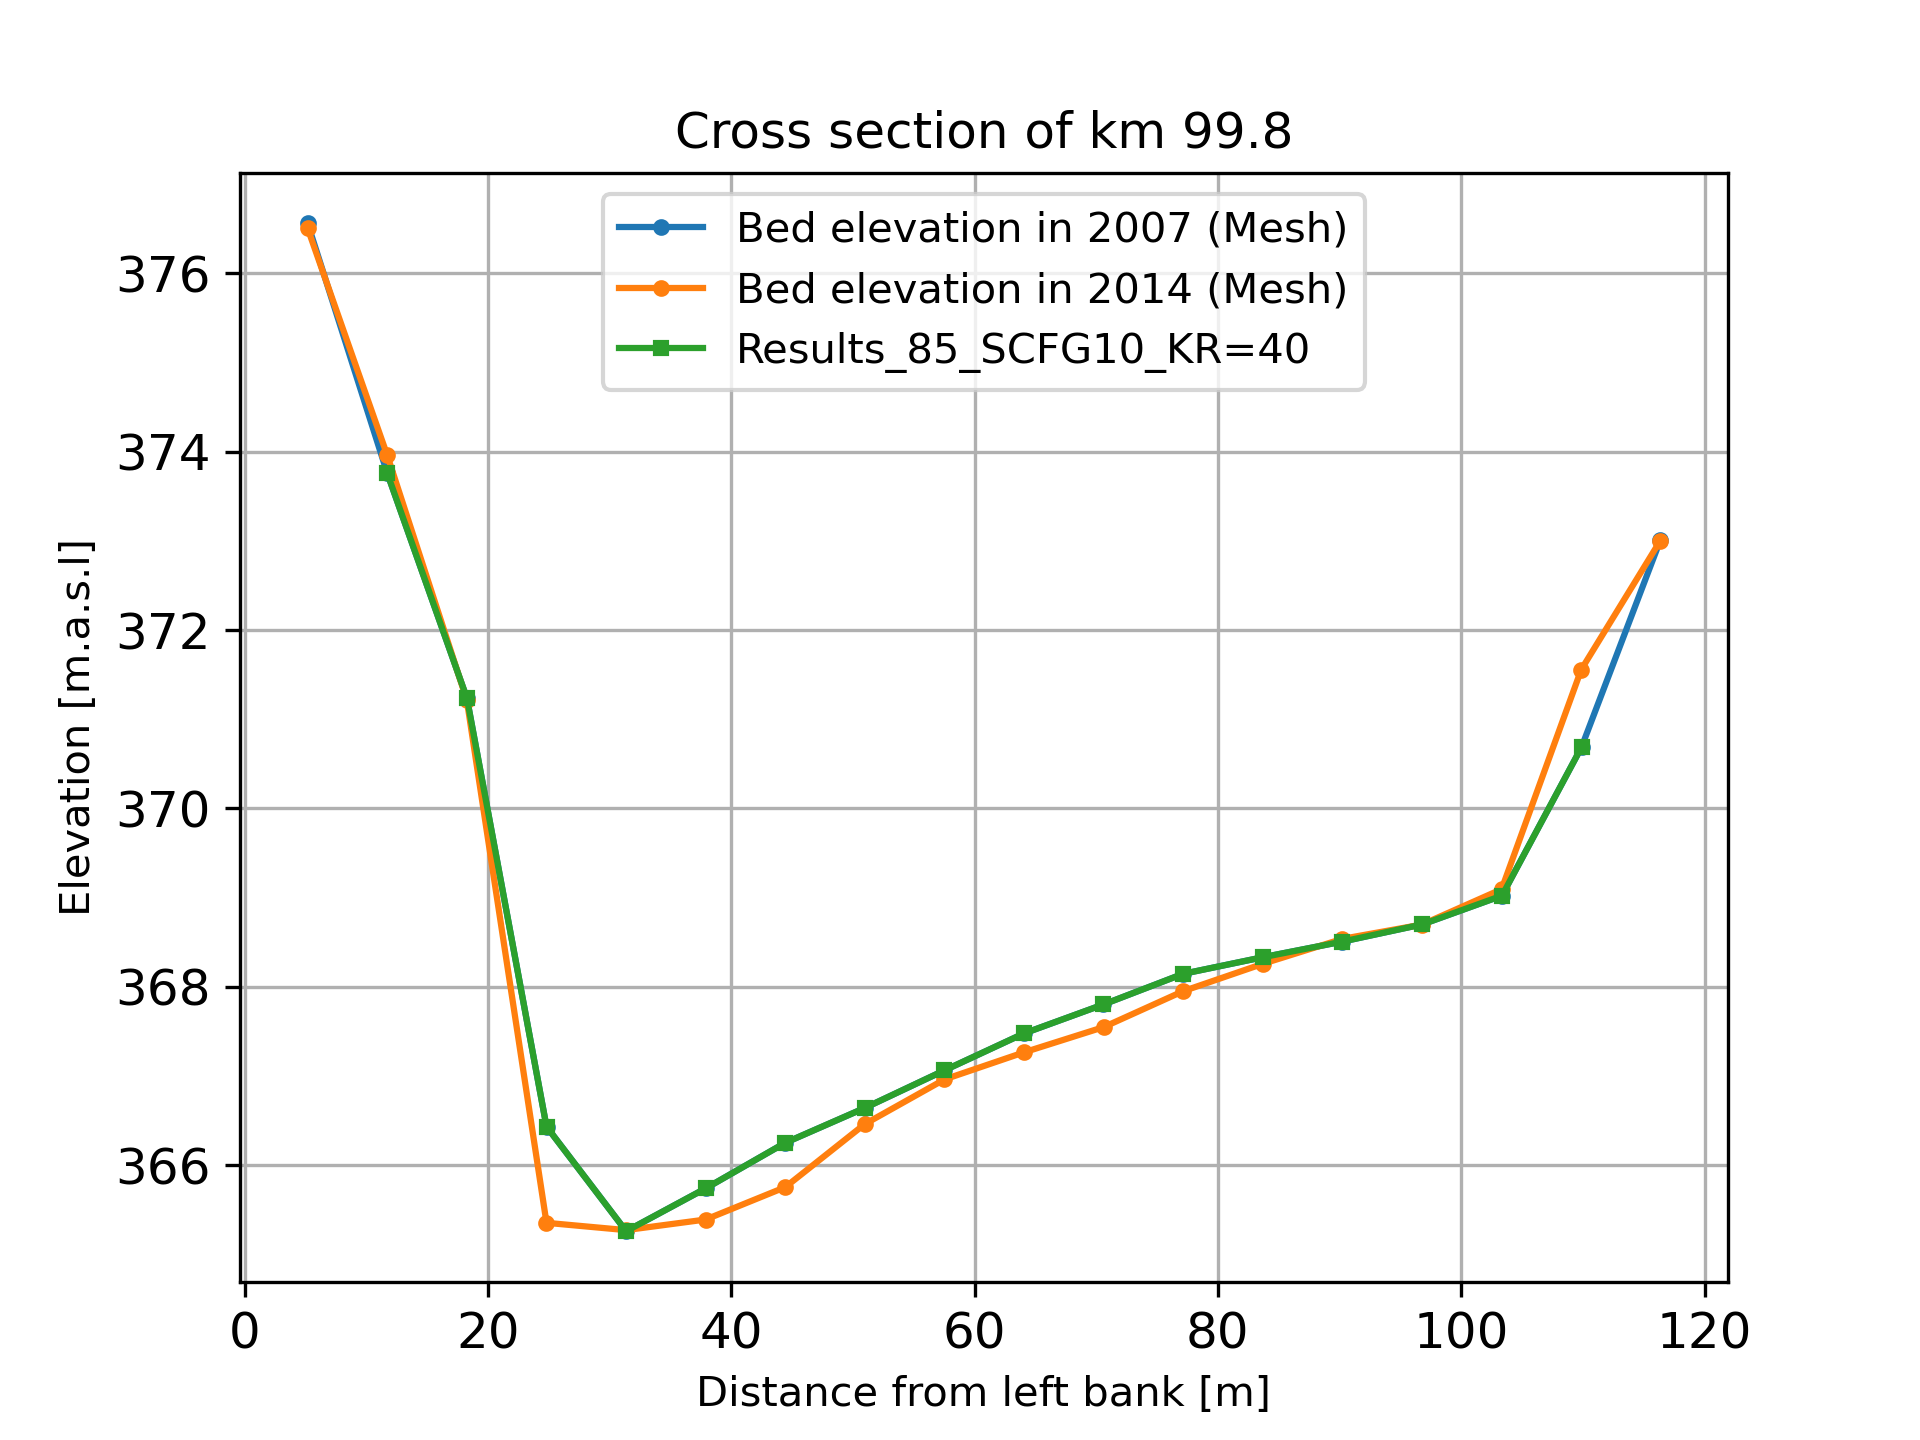 Cross section of km 99.8
Bed elevation in 2007 (Mesh)
Bed elevation in 2014 (Mesh)
Results_85_SCFG10_KR=40
Elevation [m.a.s.l]
376
374
372
370
368
366
0 20 40 60 80 100 120
Distance from left bank [m]